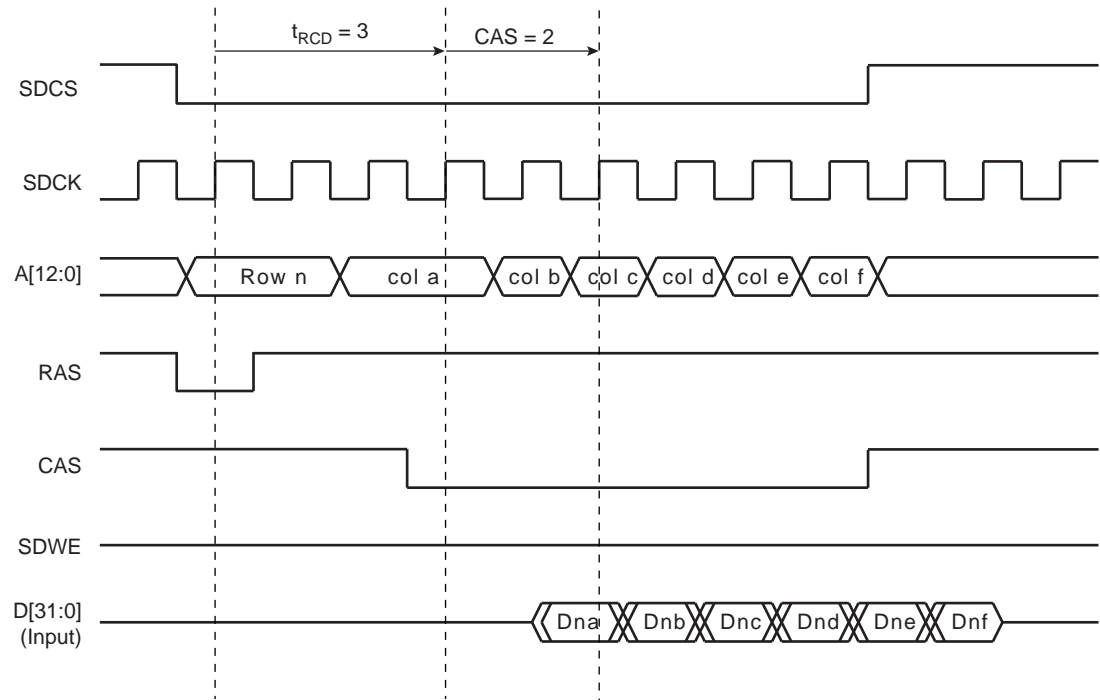 tRCD = 3
CAS = 2
SDCS
SDCK
A[12:0]
Row n
col a
col b
col c
col d
col e
col f
RAS
CAS
SDWE
D[31:0]
(Input)
Dna
Dnb
Dnc
Dnd
Dne
Dnf